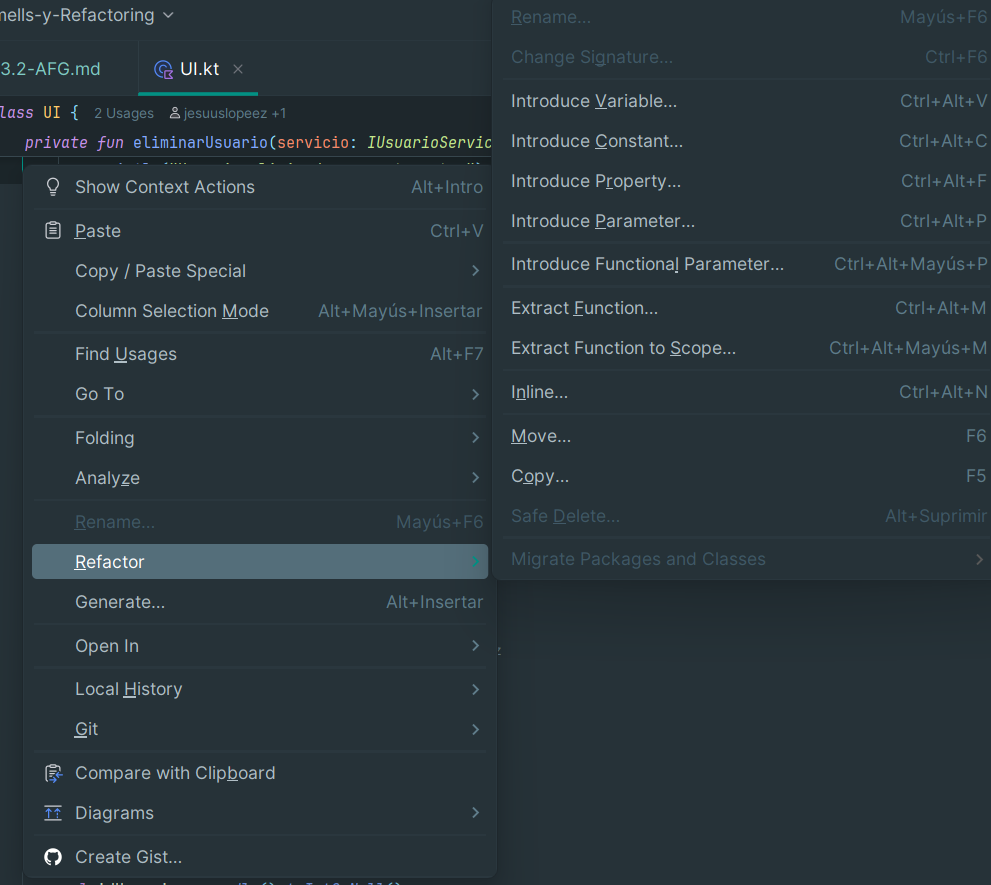 nells-y-Refactoring
3.2-AFG.md
UI.kt
lass UI { 2 Usages jesuuslopeez +1
private fun eliminarUsuario(servicio: IUsuarioServic
Show Context Actions Alt+Intro
Paste Ctrl+V
Copy / Paste Special
Column Selection Mode Alt+Mayús+Insertar
Find Usages Alt+F7
Go To
Folding
Analyze
Rename... Mayús+F6
Refactor
Generate... Alt+Insertar
Open In
Local History
Git
Compare with Clipboard
Diagrams
Create Gist...
Rename... Mayús+F6
Change Signature... Ctrl+F6
Introduce Variable... Ctrl+Alt+V
Introduce Constant... Ctrl+Alt+C
Introduce Property... Ctrl+Alt+F
Introduce Parameter... Ctrl+Alt+P
Introduce Functional Parameter... Ctrl+Alt+Mayús+P
Extract Function... Ctrl+Alt+M
Extract Function to Scope... Ctrl+Alt+Mayús+M
Inline... Ctrl+Alt+N
Move... F6
Copy... F5
Safe Delete... Alt+Suprimir
Migrate Packages and Classes